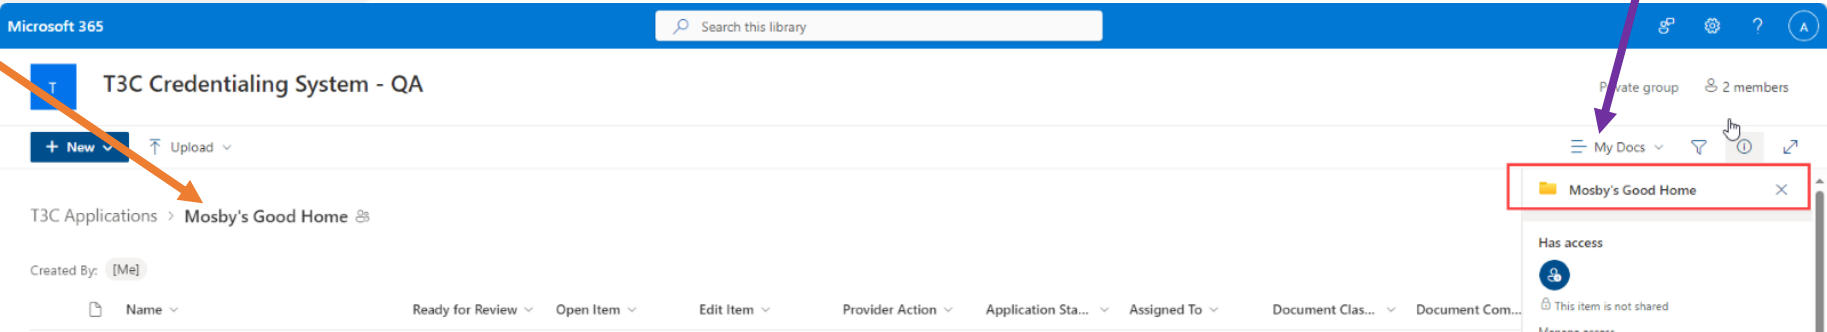 Microsoft 365
Search this library
A
T
T3C Credentialing System - QA
Private group
2 members
+ New
Upload
My Docs
Mosby's Good Home
T3C Applications > Mosby's Good Home
Has access
Created By: [Me]
Name Ready for Review Open Item Edit Item Provider Action Application Sta... Assigned To Document Clas... Document Com...
This item is not shared
Manage access